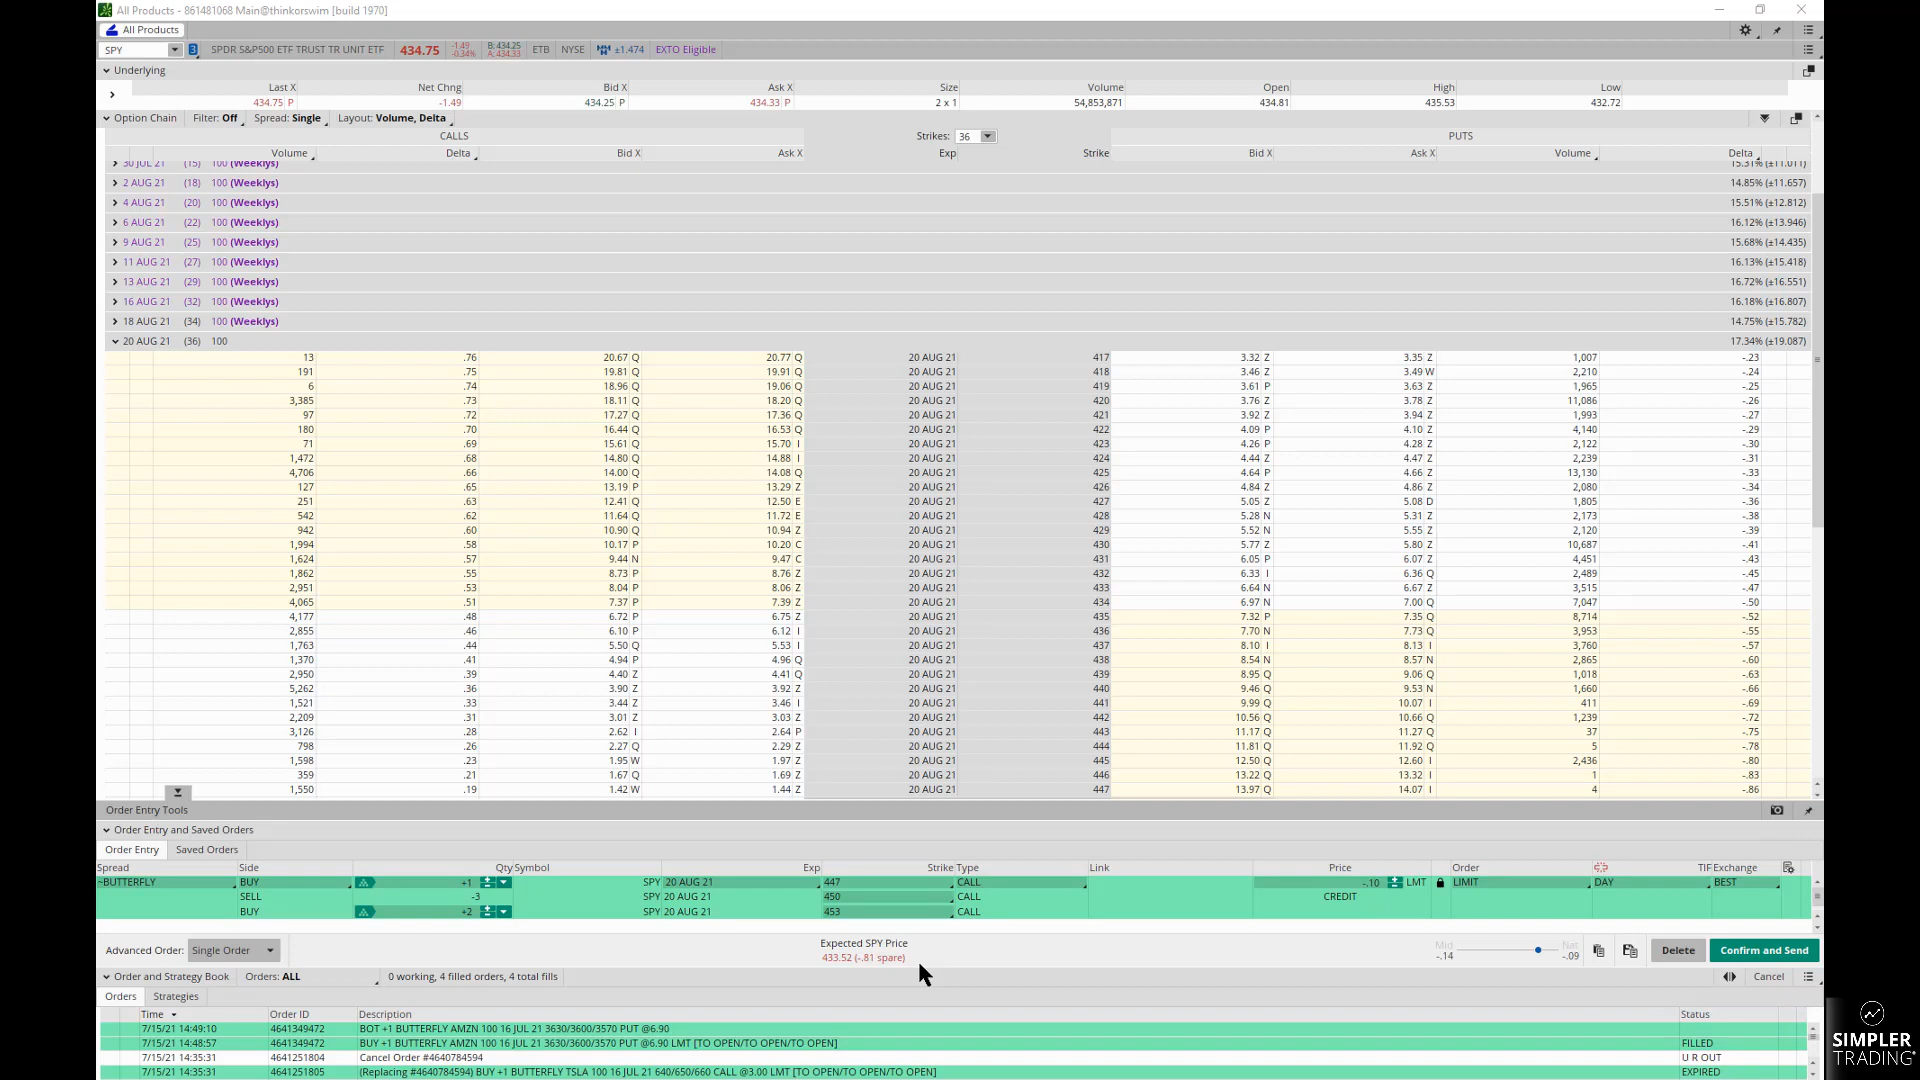 All Products - 861481068 Main@thinkorswim [build 1970]
All Products
SPY 3 SPDR S&P500 ETF TRUST TR UNIT ETF 434.75 -1.49 -0.34% B: 434.25 A: 434.33 ETB NYSE ±1.474 EXTO Eligible
Underlying
Last X Net Chng Bid X Ask X Size Volume Open High Low
434.75 P -1.49 434.25 P 434.33 P 2 x 1 54,853,871 434.81 435.53 432.72
Option Chain Filter: Off Spread: Single Layout: Volume, Delta
CALLS Strikes: 36 PUTS
Volume Delta Bid X Ask X Exp Strike Bid X Ask X Volume Delta
30 JUL 21 (15) 100 (Weeklys) 15.31% (±11.011)
2 AUG 21 (18) 100 (Weeklys) 14.85% (±11.657)
4 AUG 21 (20) 100 (Weeklys) 15.51% (±12.812)
6 AUG 21 (22) 100 (Weeklys) 16.12% (±13.946)
9 AUG 21 (25) 100 (Weeklys) 15.68% (±14.435)
11 AUG 21 (27) 100 (Weeklys) 16.13% (±15.418)
13 AUG 21 (29) 100 (Weeklys) 16.72% (±16.551)
16 AUG 21 (32) 100 (Weeklys) 16.18% (±16.807)
18 AUG 21 (34) 100 (Weeklys) 14.75% (±15.782)
20 AUG 21 (36) 100 17.34% (±19.087)
13 .76 20.67 Q 20.77 Q 20 AUG 21 417 3.32 Z 3.35 Z 1,007 -.23
191 .75 19.81 Q 19.91 Q 20 AUG 21 418 3.46 Z 3.49 W 2,210 -.24
6 .74 18.96 Q 19.06 Q 20 AUG 21 419 3.61 P 3.63 Z 1,965 -.25
3,385 .73 18.11 Q 18.20 Q 20 AUG 21 420 3.76 Z 3.78 Z 11,086 -.26
97 .72 17.27 Q 17.36 Q 20 AUG 21 421 3.92 Z 3.94 Z 1,993 -.27
180 .70 16.44 Q 16.53 Q 20 AUG 21 422 4.09 P 4.10 Z 4,140 -.29
71 .69 15.61 Q 15.70 I 20 AUG 21 423 4.26 P 4.28 Z 2,122 -.30
1,472 .68 14.80 Q 14.88 I 20 AUG 21 424 4.44 Z 4.47 Z 2,239 -.31
4,706 .66 14.00 Q 14.08 Q 20 AUG 21 425 4.64 P 4.66 Z 13,130 -.33
127 .65 13.19 P 13.29 Z 20 AUG 21 426 4.84 Z 4.86 Z 2,080 -.34
251 .63 12.41 Q 12.50 E 20 AUG 21 427 5.05 Z 5.08 D 1,805 -.36
542 .62 11.64 Q 11.72 E 20 AUG 21 428 5.28 N 5.31 Z 2,173 -.38
942 .60 10.90 Q 10.94 Z 20 AUG 21 429 5.52 N 5.55 Z 2,120 -.39
1,994 .58 10.17 P 10.20 C 20 AUG 21 430 5.77 Z 5.80 Z 10,687 -.41
1,624 .57 9.44 N 9.47 C 20 AUG 21 431 6.05 P 6.07 Z 4,451 -.43
1,862 .55 8.73 P 8.76 Z 20 AUG 21 432 6.33 I 6.36 Q 2,489 -.45
2,951 .53 8.04 P 8.06 Z 20 AUG 21 433 6.64 N 6.67 Z 3,515 -.47
4,065 .51 7.37 P 7.39 Z 20 AUG 21 434 6.97 N 7.00 Q 7,047 -.50
4,177 .48 6.72 P 6.75 Z 20 AUG 21 435 7.32 P 7.35 Q 8,714 -.52
2,855 .46 6.10 P 6.12 I 20 AUG 21 436 7.70 N 7.73 Q 3,953 -.55
1,763 .44 5.50 Q 5.53 I 20 AUG 21 437 8.10 I 8.13 I 3,760 -.57
1,370 .41 4.94 P 4.96 Q 20 AUG 21 438 8.54 N 8.57 N 2,865 -.60
2,950 .39 4.40 Z 4.41 Q 20 AUG 21 439 8.95 Q 9.06 Q 1,018 -.63
5,262 .36 3.90 Z 3.92 Z 20 AUG 21 440 9.46 Q 9.53 N 1,660 -.66
1,521 .33 3.44 Z 3.46 I 20 AUG 21 441 9.99 Q 10.07 I 411 -.69
2,209 .31 3.01 Z 3.03 Z 20 AUG 21 442 10.56 Q 10.66 Q 1,239 -.72
3,126 .28 2.62 I 2.64 P 20 AUG 21 443 11.17 Q 11.27 Q 37 -.75
798 .26 2.27 Q 2.29 Z 20 AUG 21 444 11.81 Q 11.92 Q 5 -.78
1,598 .23 1.95 W 1.97 Z 20 AUG 21 445 12.50 Q 12.60 I 2,436 -.80
359 .21 1.67 Q 1.69 Z 20 AUG 21 446 13.22 Q 13.32 I 1 -.83
1,550 .19 1.42 W 1.44 Z 20 AUG 21 447 13.97 Q 14.07 I 4 -.86
Order Entry Tools
Order Entry and Saved Orders
Order Entry Saved Orders
Spread Side Qty Symbol Exp Strike Type Link Price Order TIF Exchange
~BUTTERFLY BUY +1 SPY 20 AUG 21 447 CALL -.10 LMT LIMIT DAY BEST
SELL -3 SPY 20 AUG 21 450 CALL CREDIT
BUY +2 SPY 20 AUG 21 453 CALL
Advanced Order: Single Order Expected SPY Price 433.52 (-.81 spare) Mid -.14 Nat -.09 Delete Confirm and Send
Order and Strategy Book Orders: ALL 0 working, 4 filled orders, 4 total fills Cancel
Orders Strategies
Time Order ID Description Status
7/15/21 14:49:10 4641349472 BOT +1 BUTTERFLY AMZN 100 16 JUL 21 3630/3600/3570 PUT @6.90
7/15/21 14:48:57 4641349472 BUY +1 BUTTERFLY AMZN 100 16 JUL 21 3630/3600/3570 PUT @6.90 LMT [TO OPEN/TO OPEN/TO OPEN] FILLED
7/15/21 14:35:31 4641251804 Cancel Order #4640784594 U R OUT
7/15/21 14:35:31 4641251805 (Replacing #4640784594) BUY +1 BUTTERFLY TSLA 100 16 JUL 21 640/650/660 CALL @3.00 LMT [TO OPEN/TO OPEN/TO OPEN] EXPIRED
SIMPLER
TRADING